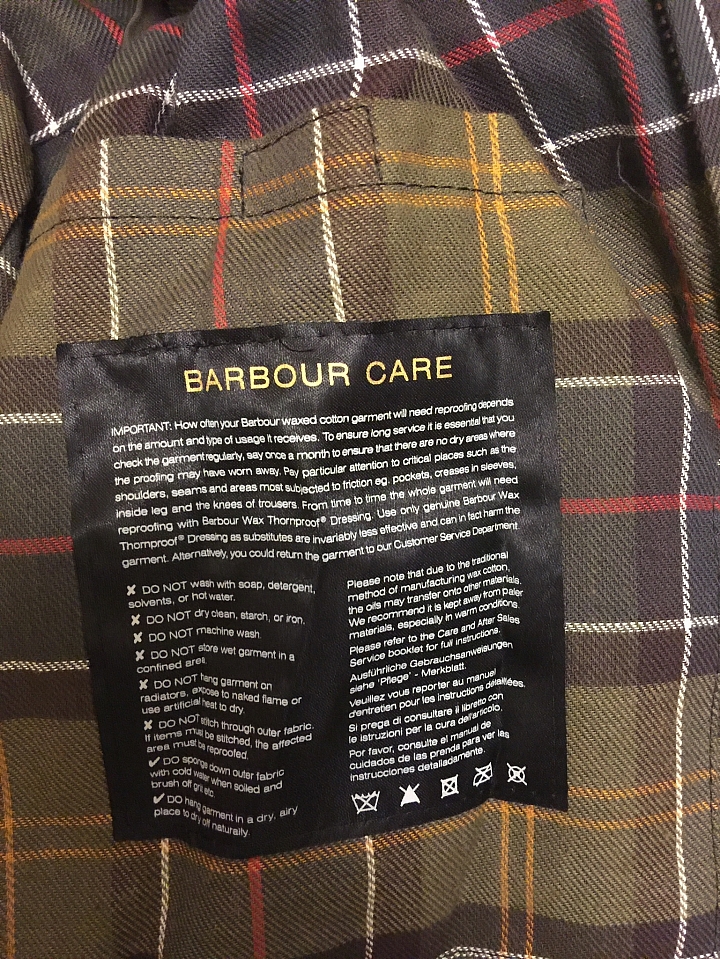 BARBOUR CARE
IMPORTANT: How often your Barbour waxed cotton garment will need reproofing depends
on the amount and type of usage it receives. To ensure long service it is essential that you
check the garment regularly, say once a month to ensure that there are no dry areas where
the proofing may have worn away. Pay particular attention to critical places such as the
shoulders, seams and areas most subjected to friction eg. pockets, creases in sleeves,
inside leg and the knees of trousers. From time to time the whole garment will need
reproofing with Barbour Wax Thornproof® Dressing. Use only genuine Barbour Wax
Thornproof® Dressing as substitutes are invariably less effective and can in fact harm the
garment. Alternatively, you could return the garment to our Customer Service Department
✘ DO NOT wash with soap, detergent,
solvents, or hot water.
✘ DO NOT dry clean, starch, or iron.
✘ DO NOT machine wash.
✘ DO NOT store wet garment in a
confined area.
✘ DO NOT hang garment on
radiators, expose to naked flame or
use artificial heat to dry.
✘ DO NOT stitch through outer fabric.
If items must be stitched, the affected
area must be reproofed.
✔ DO sponge down outer fabric
with cold water when soiled and
brush off grit etc.
✔ DO hang garment in a dry, airy
place to dry off naturally.
Please note that due to the traditional
method of manufacturing wax cotton,
the oils may transfer onto other materials.
We recommend it is kept away from paler
materials, especially in warm conditions.
Please refer to the Care and After Sales
Service booklet for full instructions.
Ausführliche Gebrauchsanweisungen
siehe 'Pflege' - Merkblatt.
Veuillez vous reporter au manuel
d'entretien pour les instructions détaillées.
Si prega di consultare il libretto con
le istruzioni per la cura dell'articolo.
Por favor, consulte el manual de
cuidados de las prenda para ver las
instrucciones detalladamente.